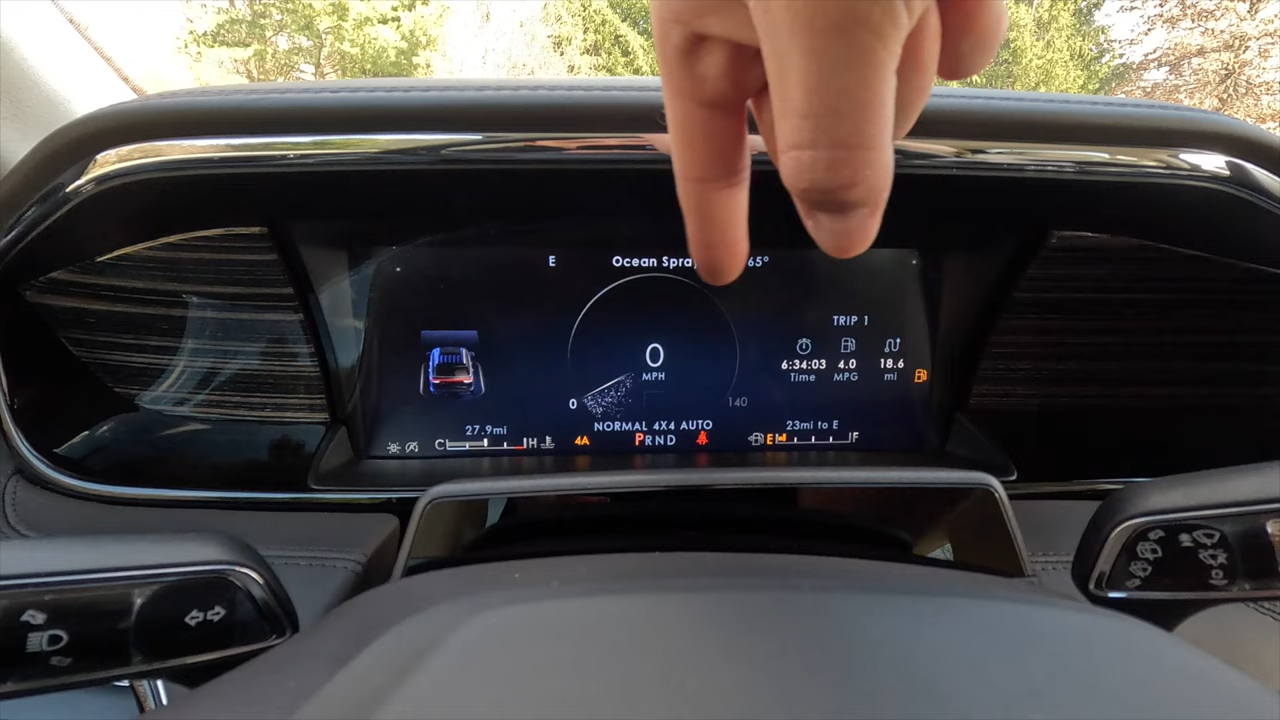 E
Ocean Spra 65°
TRIP 1
6:34:03 4.0 18.6
Time MPG mi
0
MPH
0
140
27.9mi
NORMAL 4X4 AUTO
23mi to E
C H
4A
PRND
E F